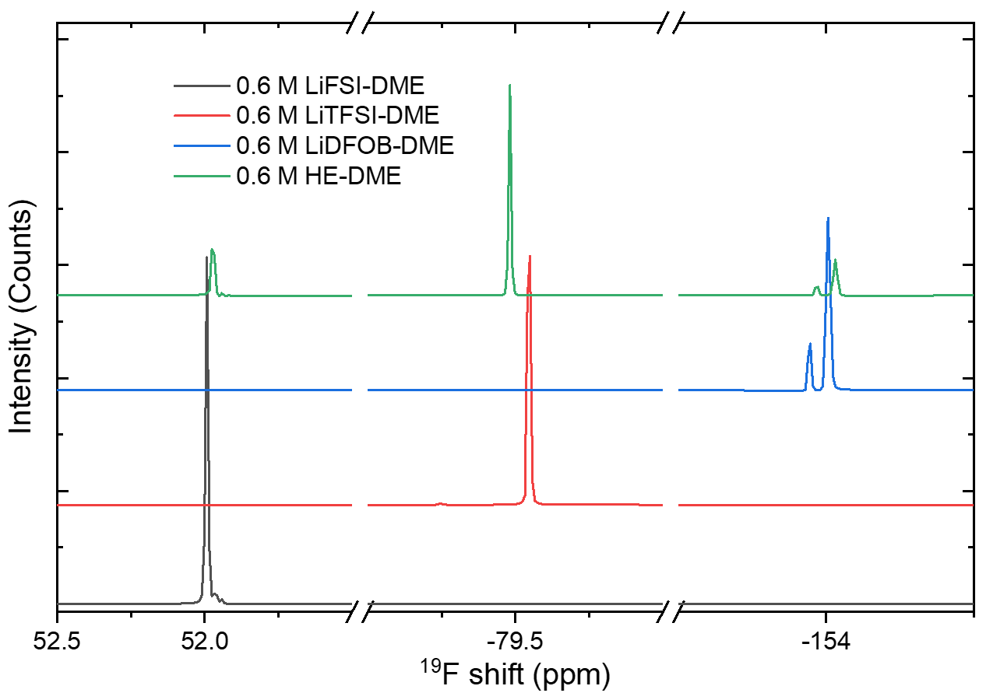 0.6 M LiFSI-DME
0.6 M LiTFSI-DME
0.6 M LiDFOB-DME
0.6 M HE-DME
Intensity (Counts)
52.5 52.0 -79.5 -154
¹⁹F shift (ppm)